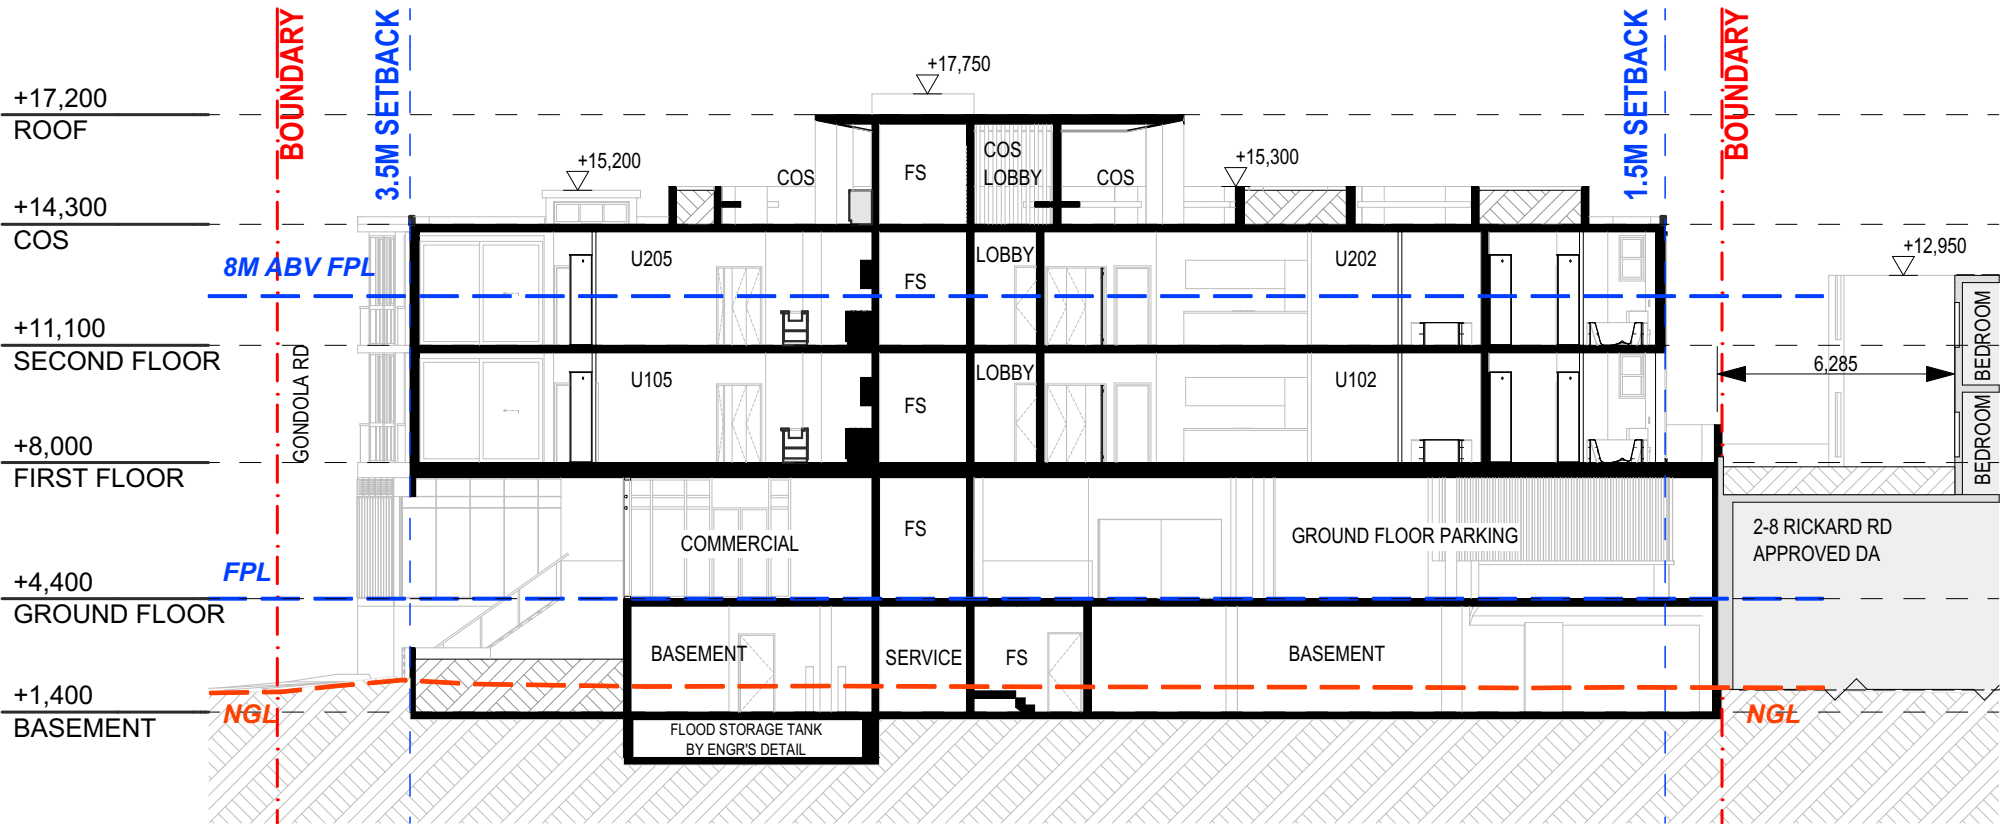 BOUNDARY
3.5M SETBACK
1.5M SETBACK
BOUNDARY
+17,750
+17,200
ROOF
+15,200
COS
FS
COS
LOBBY
COS
+15,300
+14,300
COS
8M ABV FPL
U205
FS
LOBBY
U202
+12,950
+11,100
SECOND FLOOR
GONDOLA RD
U105
FS
LOBBY
U102
6,285
BEDROOM
BEDROOM
+8,000
FIRST FLOOR
COMMERCIAL
FS
GROUND FLOOR PARKING
2-8 RICKARD RD
APPROVED DA
FPL
+4,400
GROUND FLOOR
BASEMENT
SERVICE
FS
BASEMENT
+1,400
BASEMENT
NGL
NGL
FLOOD STORAGE TANK
BY ENGR'S DETAIL